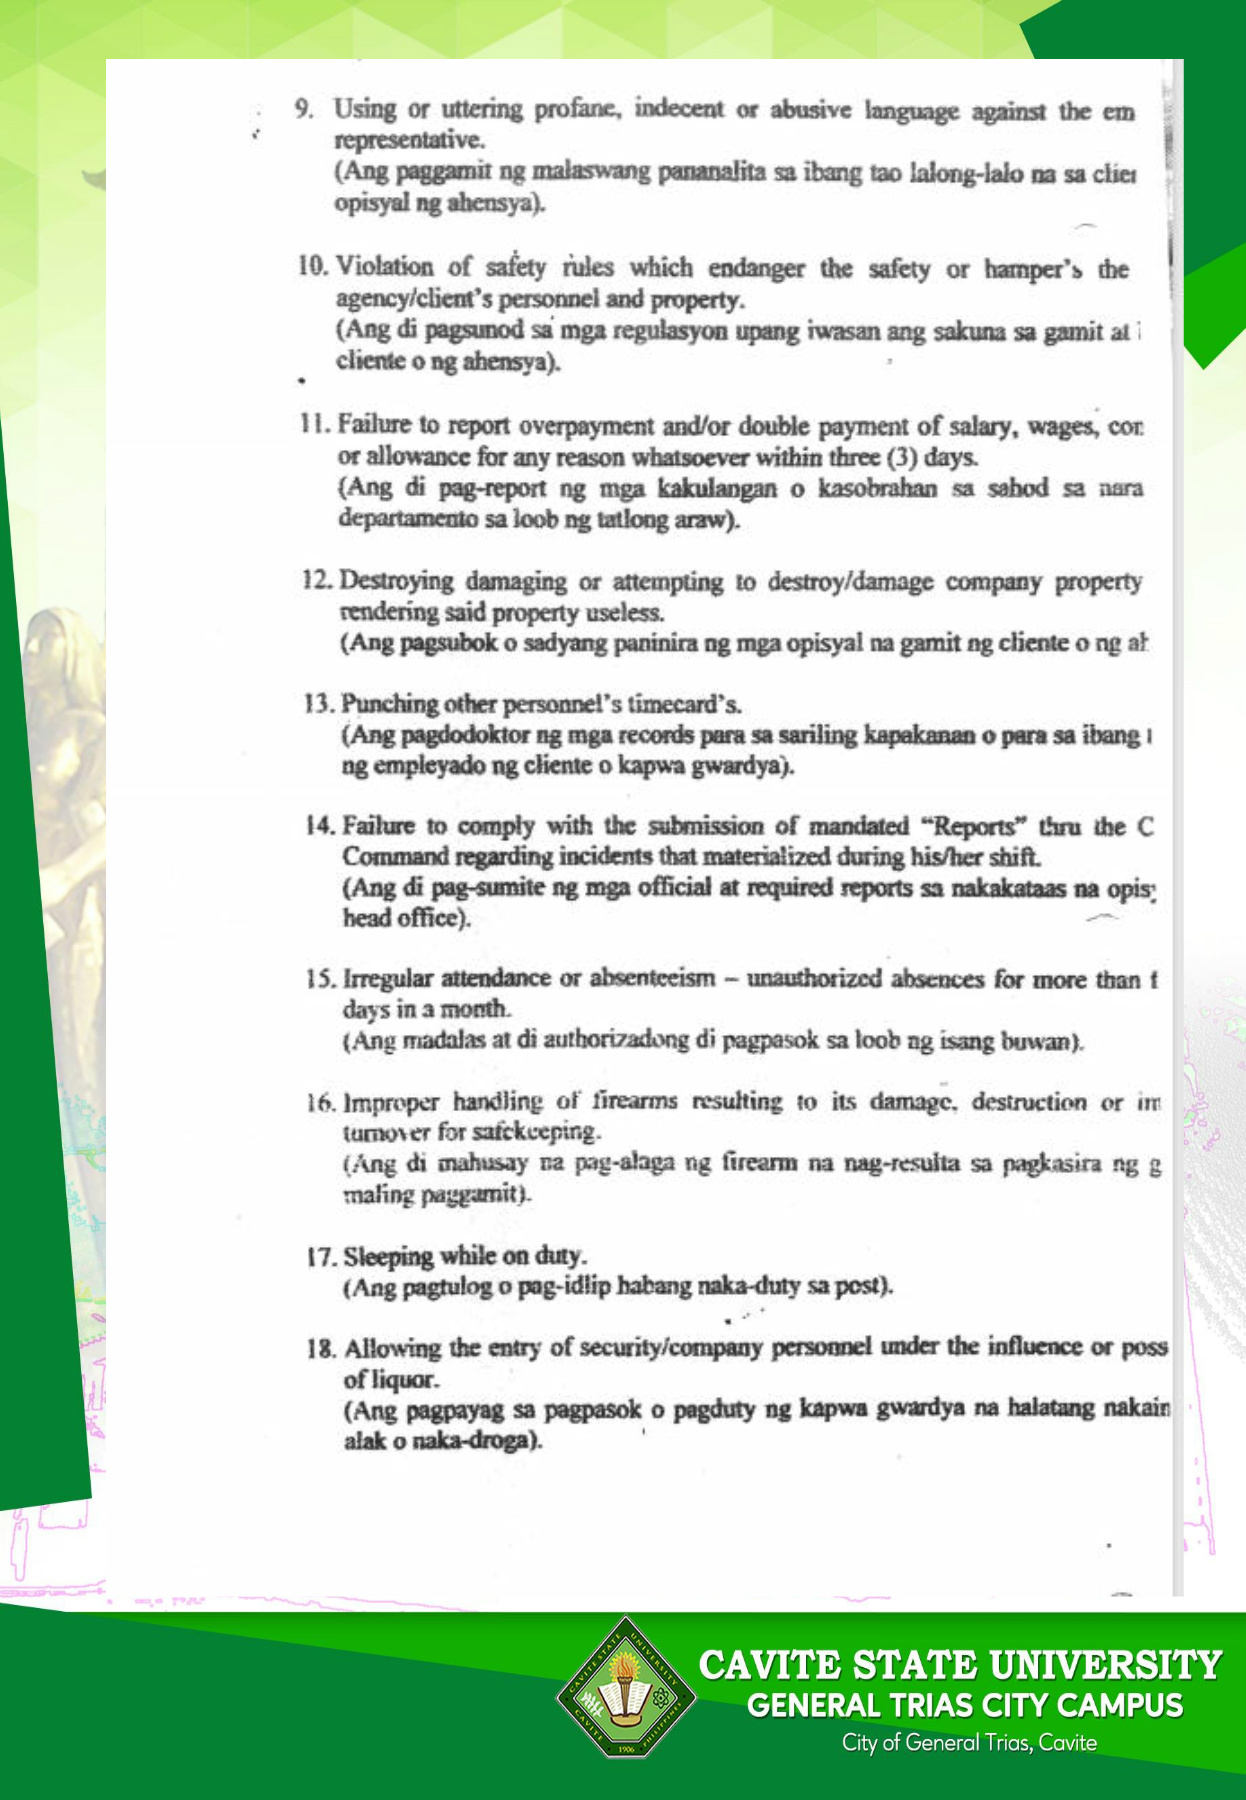 9. Using or uttering profane, indecent or abusive language against the em
representative.
(Ang paggamit ng malaswang pananalita sa ibang tao lalong-lalo na sa clien
opisyal ng ahensya).
10. Violation of safety rules which endanger the safety or hamper's the
agency/client's personnel and property.
(Ang di pagsunod sa mga regulasyon upang iwasan ang sakuna sa gamit at
cliente o ng ahensya).
11. Failure to report overpayment and/or double payment of salary, wages, con
or allowance for any reason whatsoever within three (3) days.
(Ang di pag-report ng mga kakulangan o kasobrahan sa sahod sa nara
departamento sa loob ng tatlong araw).
12. Destroying damaging or attempting to destroy/damage company property
rendering said property useless.
(Ang pagsubok o sadyang paninira ng mga opisyal na gamit ng cliente o ng ah
13. Punching other personnel's timecard's.
(Ang pagdodoktor ng mga records para sa sariling kapakanan o para sa ibang
ng empleyado ng cliente o kapwa gwardya).
14. Failure to comply with the submission of mandated "Reports" thru the C
Command regarding incidents that materialized during his/her shift.
(Ang di pag-sumite ng mga official at required reports sa nakakataas na opisy
head office).
15. Irregular attendance or absenteeism – unauthorized absences for more than f
days in a month.
(Ang madalas at di authorizadong di pagpasok sa loob ng isang buwan).
16. Improper handling of firearms resulting to its damage, destruction or im
turnover for safekeeping.
(Ang di mahusay na pag-alaga ng firearm na nag-resulta sa pagkasira ng g
maling paggamit).
17. Sleeping while on duty.
(Ang pagtulog o pag-idlip habang naka-duty sa post).
18. Allowing the entry of security/company personnel under the influence or poss
of liquor.
(Ang pagpayag sa pagpasok o pagduty ng kapwa gwardya na halatang nakain
alak o naka-droga).
CAVITE STATE UNIVERSITY
CAVITE
PHILIPPINES
1906
CAVITE STATE UNIVERSITY
GENERAL TRIAS CITY CAMPUS
City of General Trias, Cavite